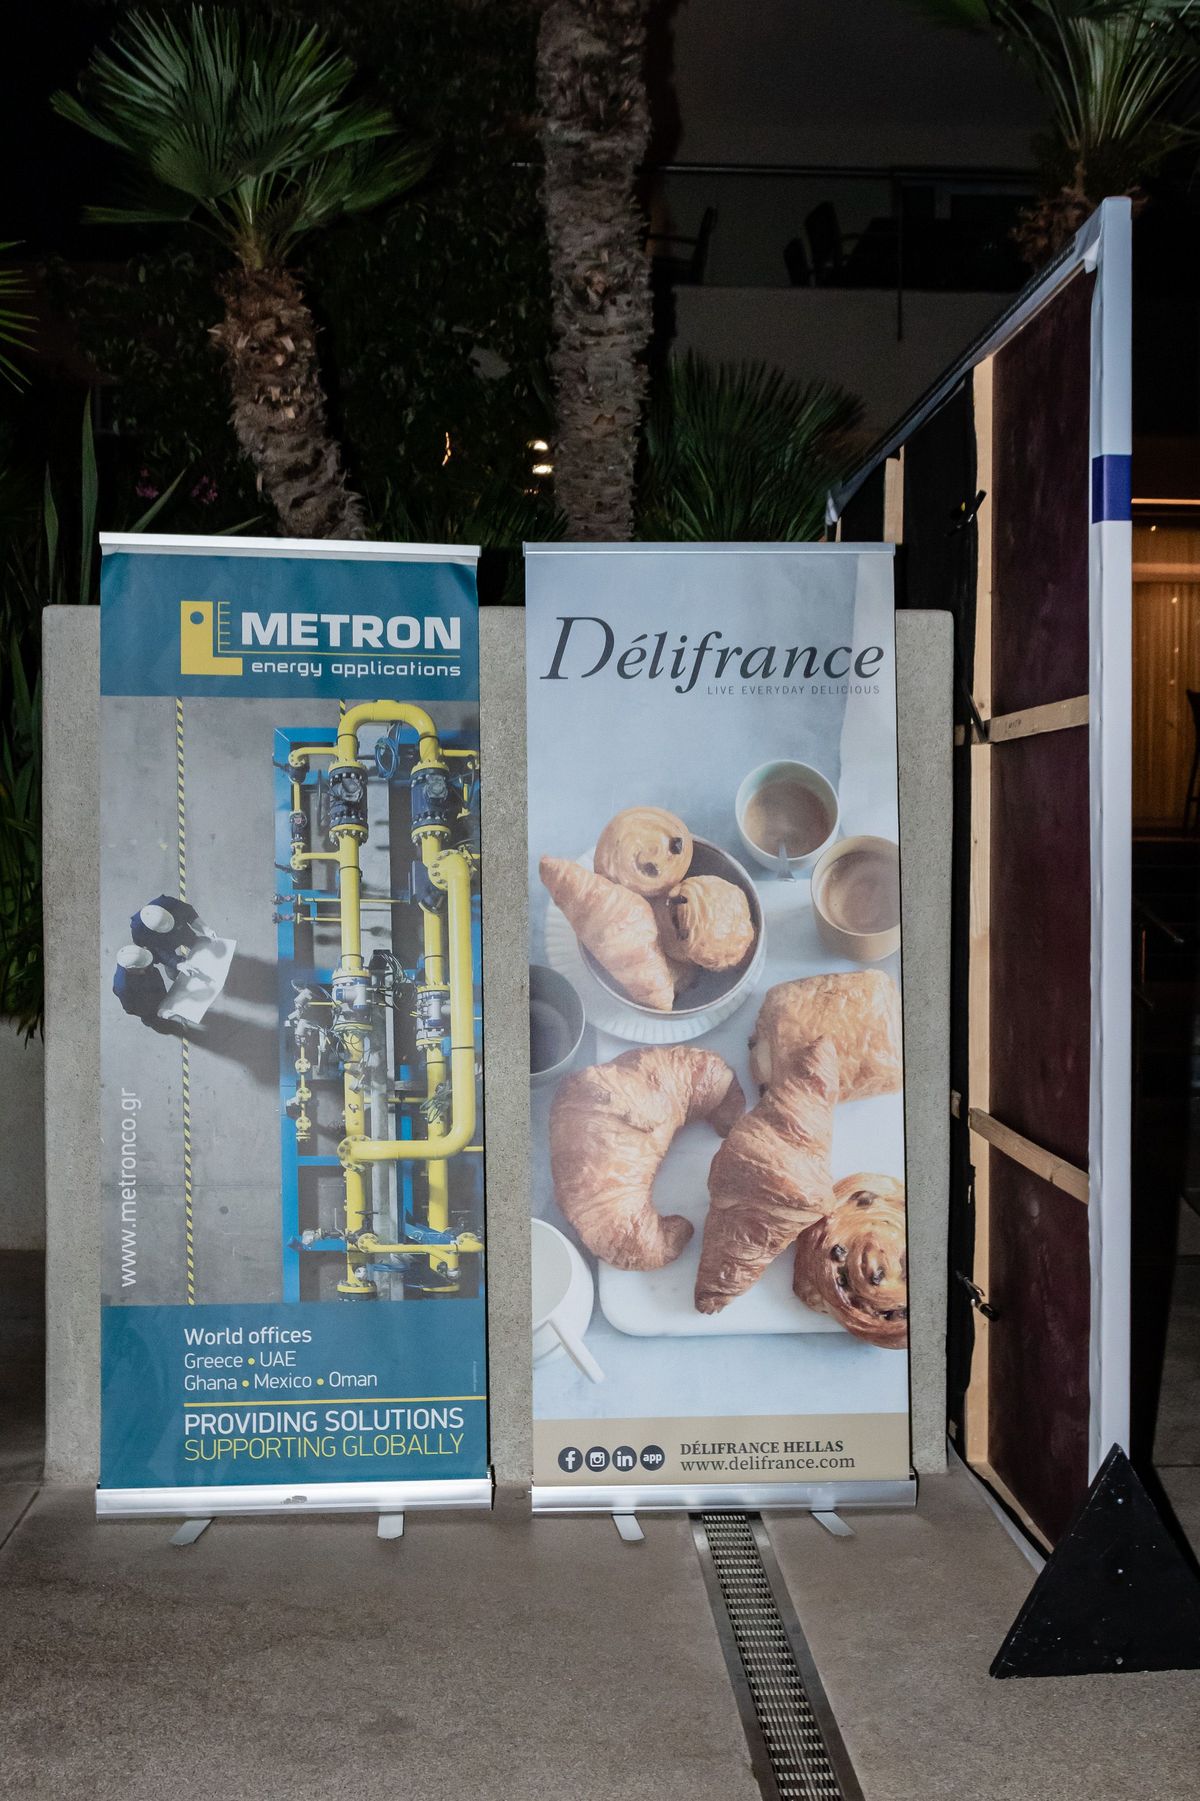 METRON
energy applications
www.metronco.gr
World offices
Greece • UAE
Ghana • Mexico • Oman
PROVIDING SOLUTIONS
SUPPORTING GLOBALLY
Délifrance
LIVE EVERYDAY DELICIOUS
f in app
DÉLIFRANCE HELLAS
www.delifrance.com